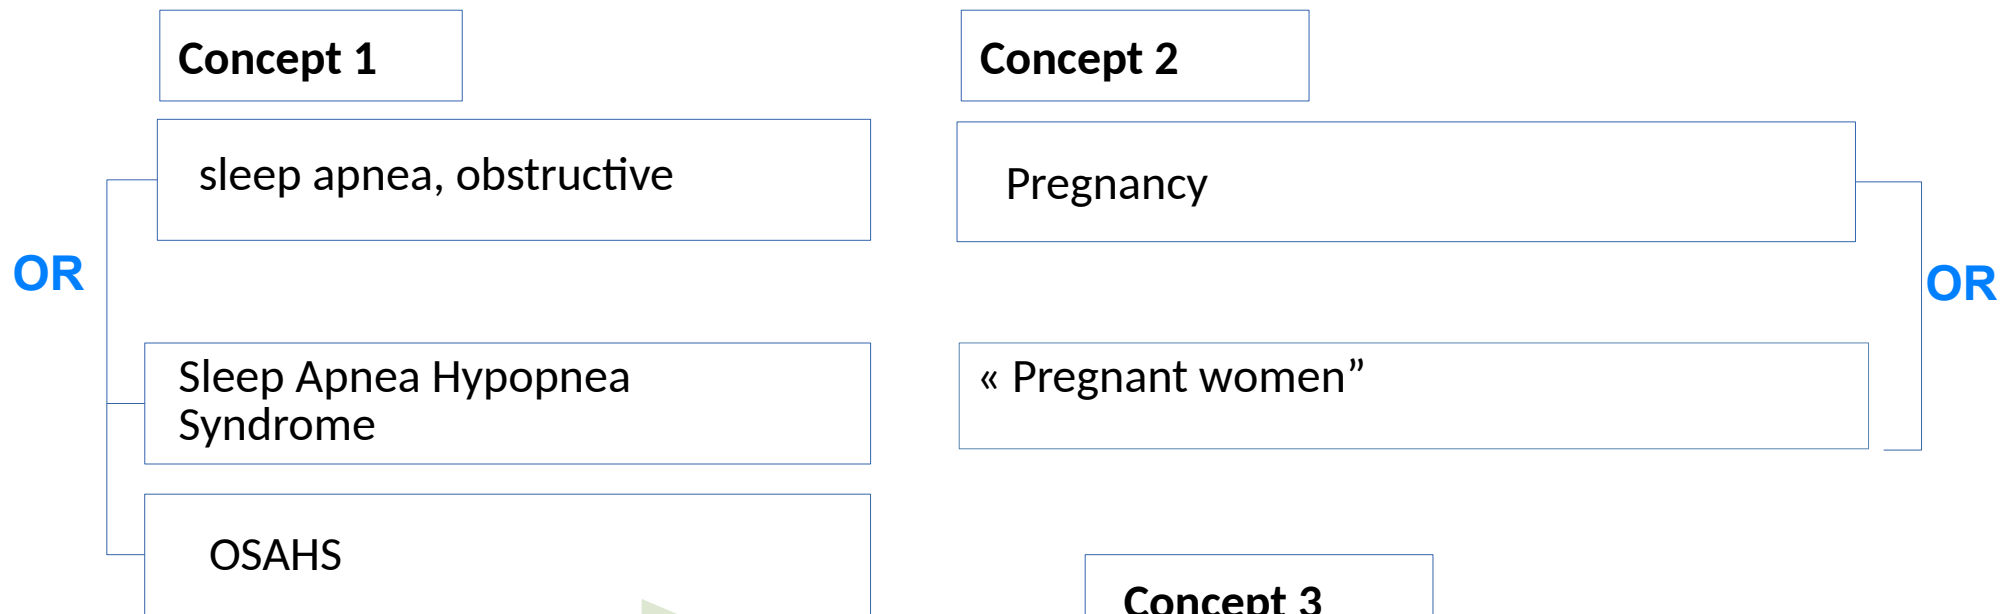 Concept 1
Concept 2
sleep apnea, obstructive
Pregnancy
OR
OR
Sleep Apnea Hypopnea
Syndrome
« Pregnant women”
OSAHS
Concept 3